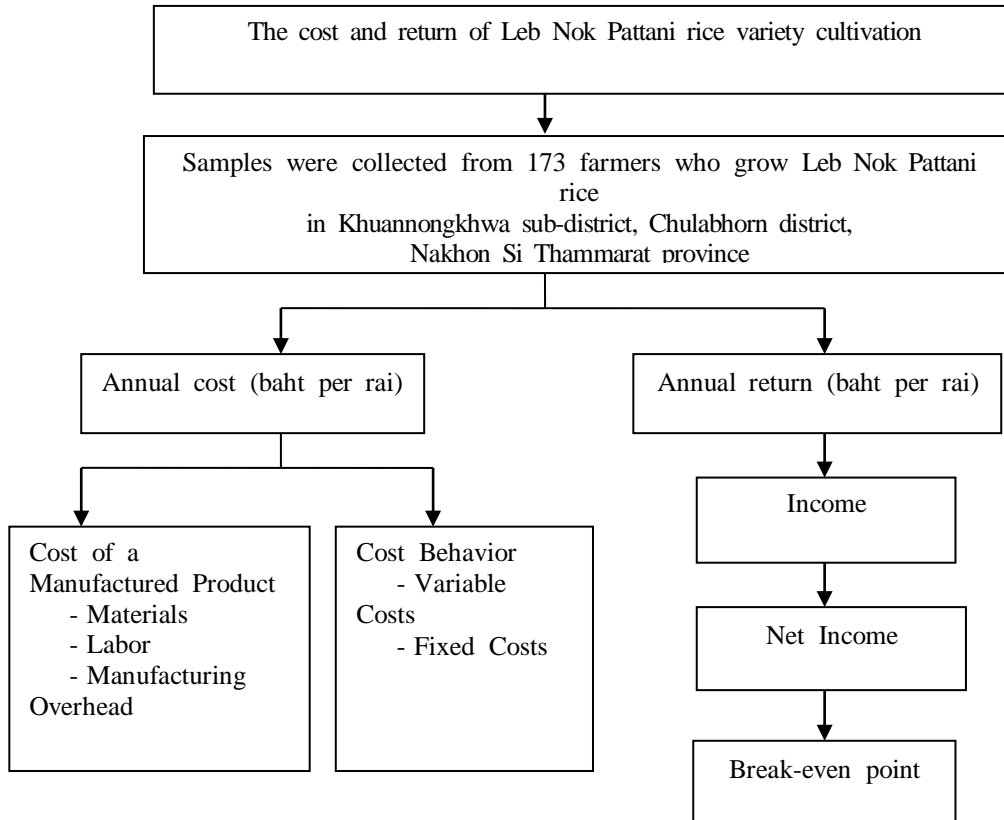 The cost and return of Leb Nok Pattani rice variety cultivation
Samples were collected from 173 farmers who grow Leb Nok Pattani
rice
in Khuannongkhwa sub-district, Chulabhorn district,
Nakhon Si Thammarat province
Annual cost (baht per rai)
Annual return (baht per rai)
Cost of a
Manufactured Product
- Materials
- Labor
- Manufacturing
Overhead
Cost Behavior
- Variable
Costs
- Fixed Costs
Income
Net Income
Break-even point